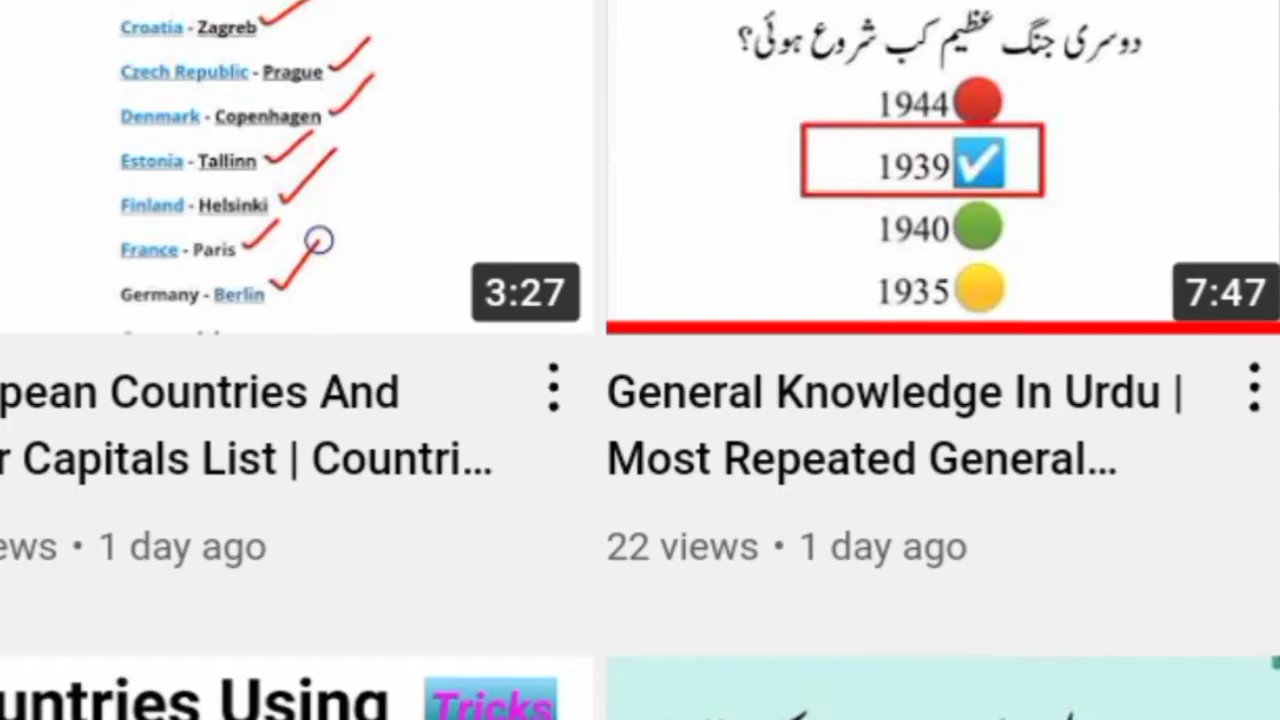 Croatia - Zagreb
Czech Republic - Prague
Denmark - Copenhagen
Estonia - Tallinn
Finland - Helsinki
France - Paris
Germany - Berlin
3:27
pean Countries And
r Capitals List | Countri...
ews • 1 day ago
دوسری جنگ عظیم کب شروع ہوئی؟
1944
1939
1940
1935
7:47
General Knowledge In Urdu |
Most Repeated General...
22 views • 1 day ago
untries Using
Tricks